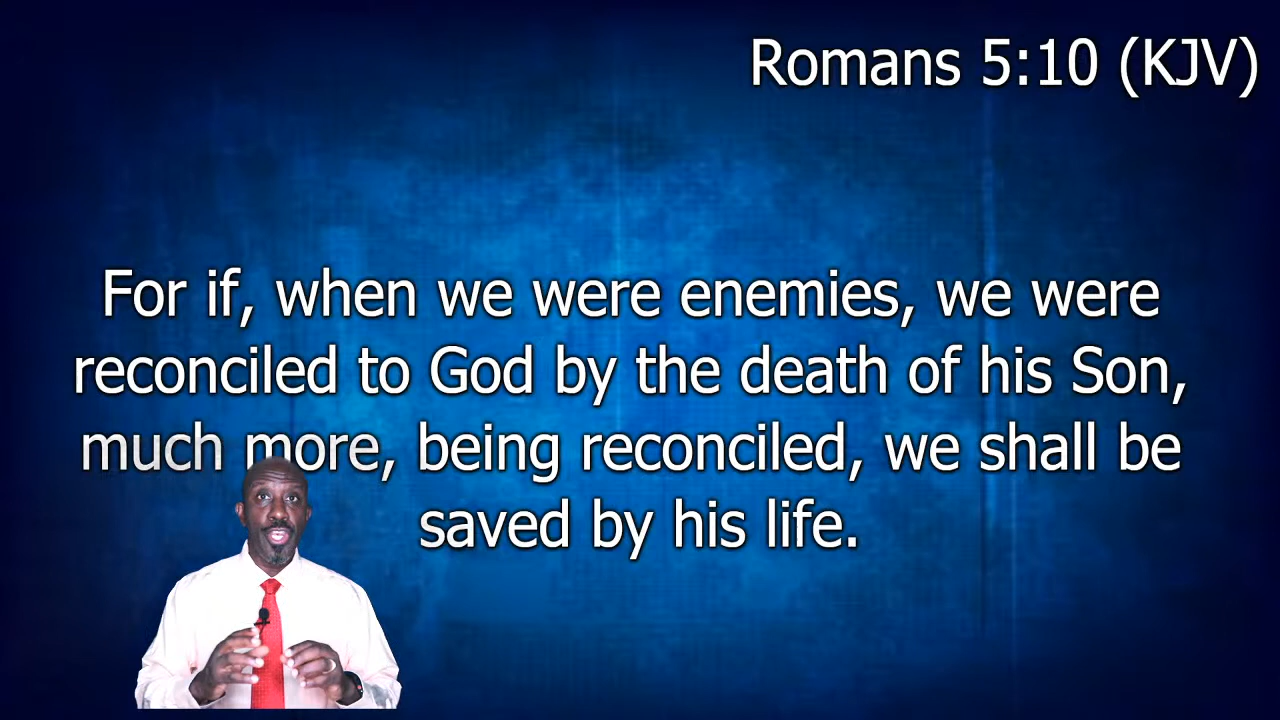 Romans 5:10 (KJV)
For if, when we were enemies, we were
reconciled to God by the death of his Son,
much more, being reconciled, we shall be
saved by his life.